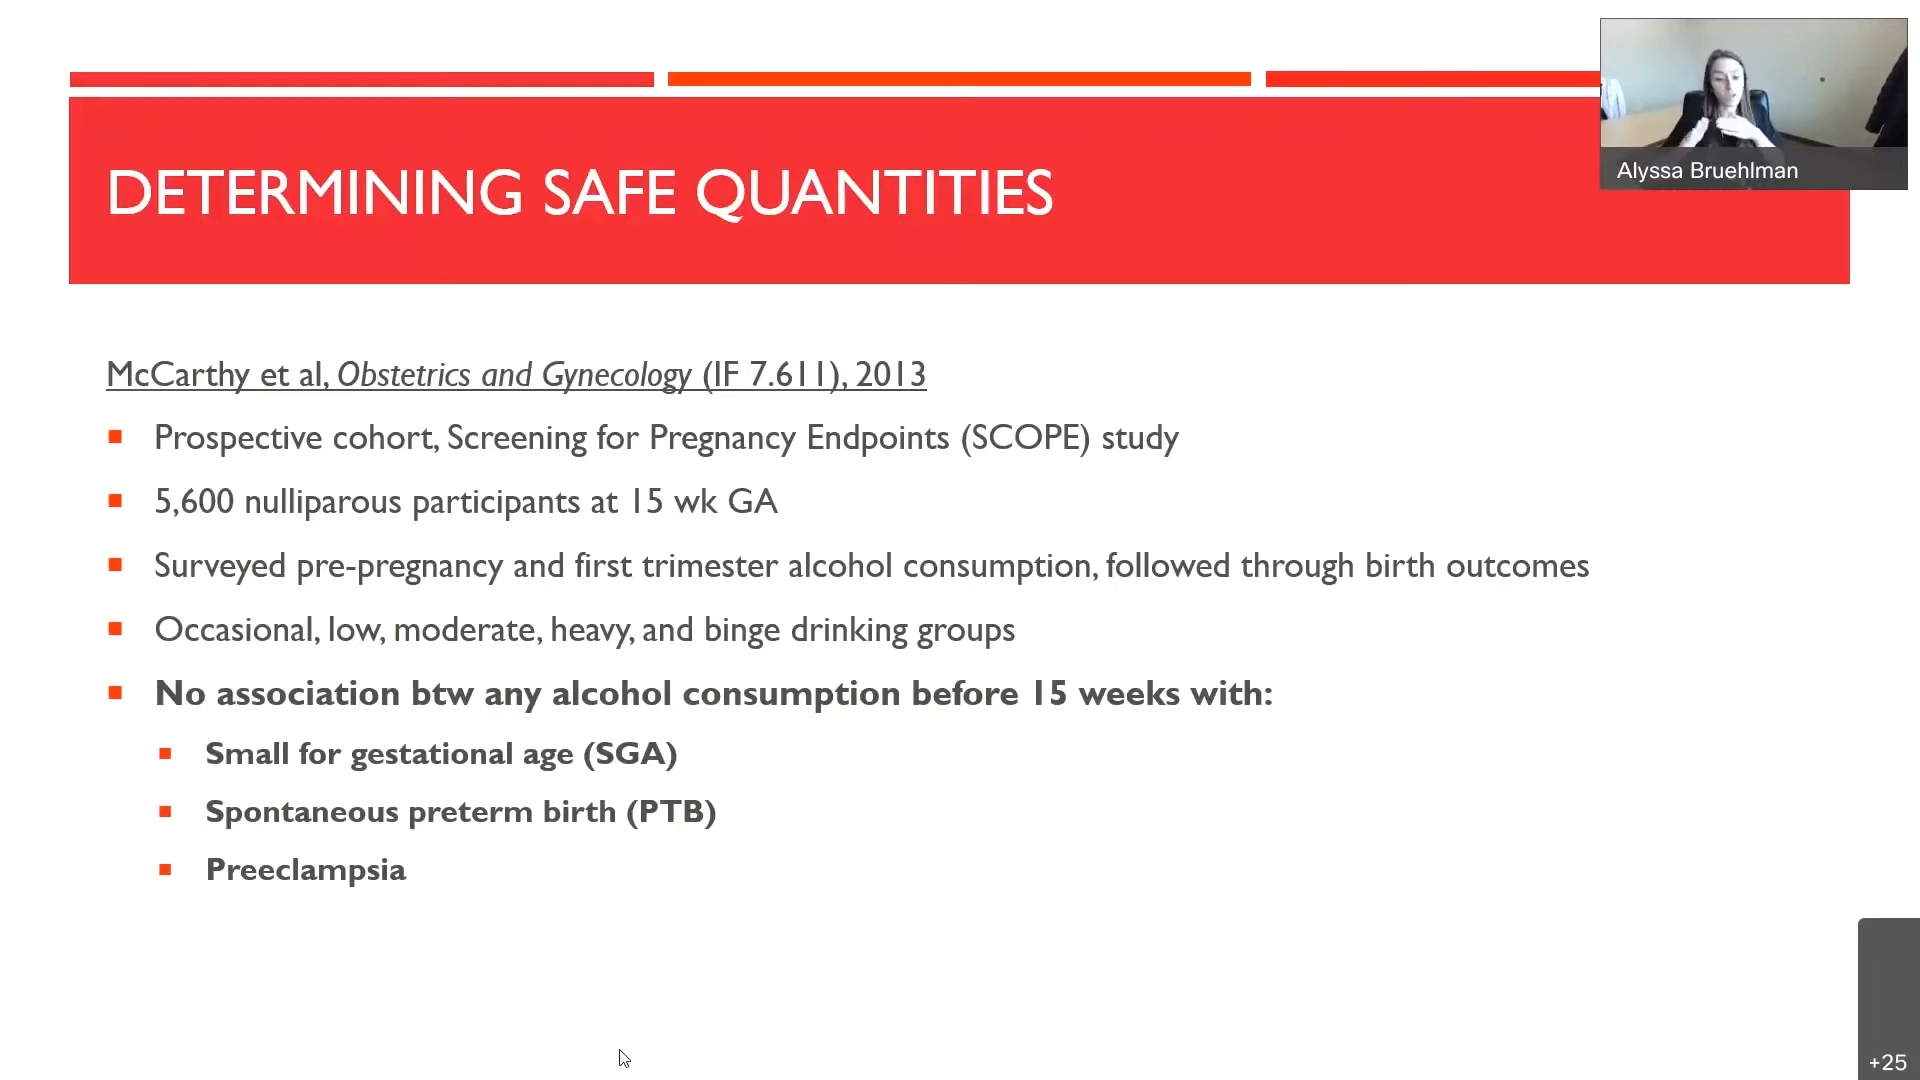 Alyssa Bruehlman
DETERMINING SAFE QUANTITIES
McCarthy et al, Obstetrics and Gynecology (IF 7.611), 2013
Prospective cohort, Screening for Pregnancy Endpoints (SCOPE) study
5,600 nulliparous participants at 15 wk GA
Surveyed pre-pregnancy and first trimester alcohol consumption, followed through birth outcomes
Occasional, low, moderate, heavy, and binge drinking groups
No association btw any alcohol consumption before 15 weeks with:
Small for gestational age (SGA)
Spontaneous preterm birth (PTB)
Preeclampsia
+25